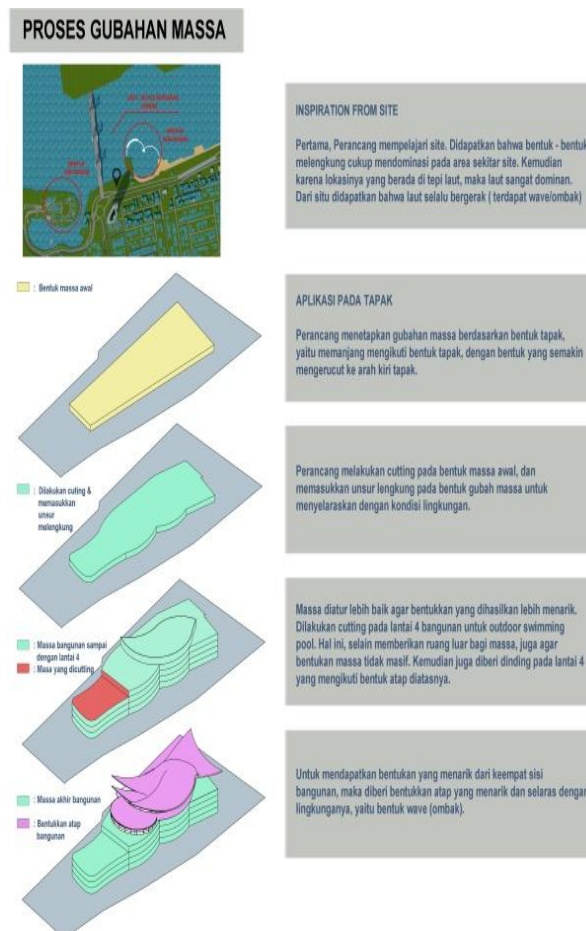 PROSES GUBAHAN MASSA
INSPIRATION FROM SITE
Pertama, Perancang mempelajari site. Didapatkan bahwa bentuk - bentuk
melengkung cukup mendominasi pada area sekitar site. Kemudian
karena lokasinya yang berada di tepi laut, maka laut sangat dominan.
Dari situ didapatkan bahwa laut selalu bergerak ( terdapat wave/ombak)
: Bentuk massa awal
APLIKASI PADA TAPAK
Perancang menetapkan gubahan massa berdasarkan bentuk tapak,
yaitu memanjang mengikuti bentuk tapak, dengan bentuk yang semakin
mengerucut ke arah kiri tapak.
: Dilakukan cuting &
memasukkan
unsur
melengkung
Perancang melakukan cutting pada bentuk massa awal, dan
memasukkan unsur lengkung pada bentuk gubah massa untuk
menyelaraskan dengan kondisi lingkungan.
: Massa bangunan sampai
dengan lantai 4
: Masa yang dicutting
Massa diatur lebih baik agar bentukkan yang dihasilkan lebih menarik.
Dilakukan cutting pada lantai 4 bangunan untuk outdoor swimming
pool. Hal ini, selain memberikan ruang luar bagi massa, juga agar
bentukan massa tidak masif. Kemudian juga diberi dinding pada lantai 4
yang mengikuti bentuk atap diatasnya.
: Massa akhir bangunan
: Bentukkan atap
bangunan
Untuk mendapatkan bentukan yang menarik dari keempat sisi
bangunan, maka diberi bentukkan atap yang menarik dan selaras dengan
lingkunganya, yaitu bentuk wave (ombak).